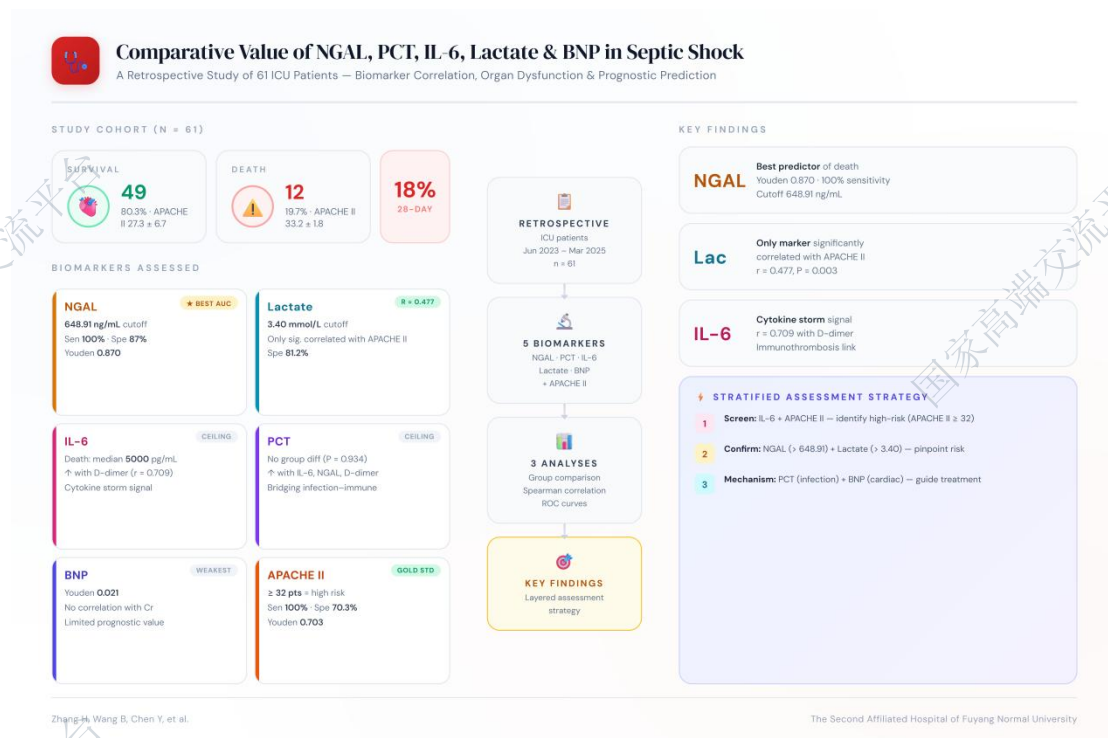 Comparative Value of NGAL, PCT, IL-6, Lactate & BNP in Septic Shock
A Retrospective Study of 61 ICU Patients — Biomarker Correlation, Organ Dysfunction & Prognostic Prediction
STUDY COHORT (N = 61)
SURVIVAL
49
80.3% · APACHE
II 27.3 ± 6.7
DEATH
12
19.7% · APACHE II
33.2 ± 1.8
18%
28-DAY
BIOMARKERS ASSESSED
NGAL
★ BEST AUC
648.91 ng/mL cutoff
Sen 100% · Spe 87%
Youden 0.870
Lactate
R = 0.477
3.40 mmol/L cutoff
Only sig. correlated with APACHE II
Spe 81.2%
IL-6
CEILING
Death: median 5000 pg/mL
↑ with D-dimer (r = 0.709)
Cytokine storm signal
PCT
CEILING
No group diff (P = 0.934)
↑ with IL-6, NGAL, D-dimer
Bridging infection–immune
BNP
WEAKEST
Youden 0.021
No correlation with Cr
Limited prognostic value
APACHE II
GOLD STD
≥ 32 pts = high risk
Sen 100% · Spe 70.3%
Youden 0.703
RETROSPECTIVE
ICU patients
Jun 2023 – Mar 2025
n = 61
5 BIOMARKERS
NGAL · PCT · IL-6
Lactate · BNP
+ APACHE II
3 ANALYSES
Group comparison
Spearman correlation
ROC curves
KEY FINDINGS
Layered assessment
strategy
KEY FINDINGS
NGAL
Best predictor of death
Youden 0.870 · 100% sensitivity
Cutoff 648.91 ng/mL
Lac
Only marker significantly
correlated with APACHE II
r = 0.477, P = 0.003
IL-6
Cytokine storm signal
r = 0.709 with D-dimer
Immunothrombosis link
STRATIFIED ASSESSMENT STRATEGY
1 Screen: IL-6 + APACHE II — identify high-risk (APACHE II ≥ 32)
2 Confirm: NGAL (> 648.91) + Lactate (> 3.40) — pinpoint risk
3 Mechanism: PCT (infection) + BNP (cardiac) — guide treatment
Zhang H, Wang B, Chen Y, et al.
The Second Affiliated Hospital of Fuyang Normal University
交流平台
国家高端交流平
台